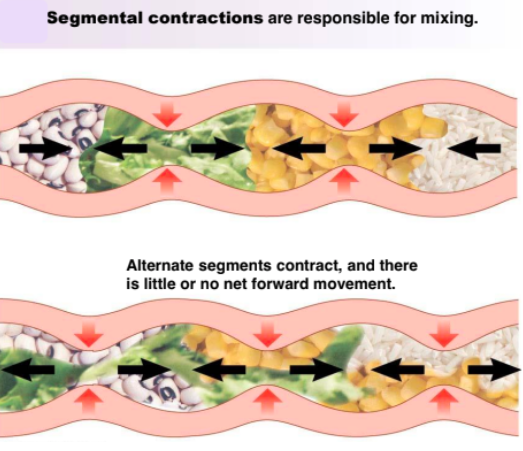 Segmental contractions are responsible for mixing.
Alternate segments contract, and there
is little or no net forward movement.